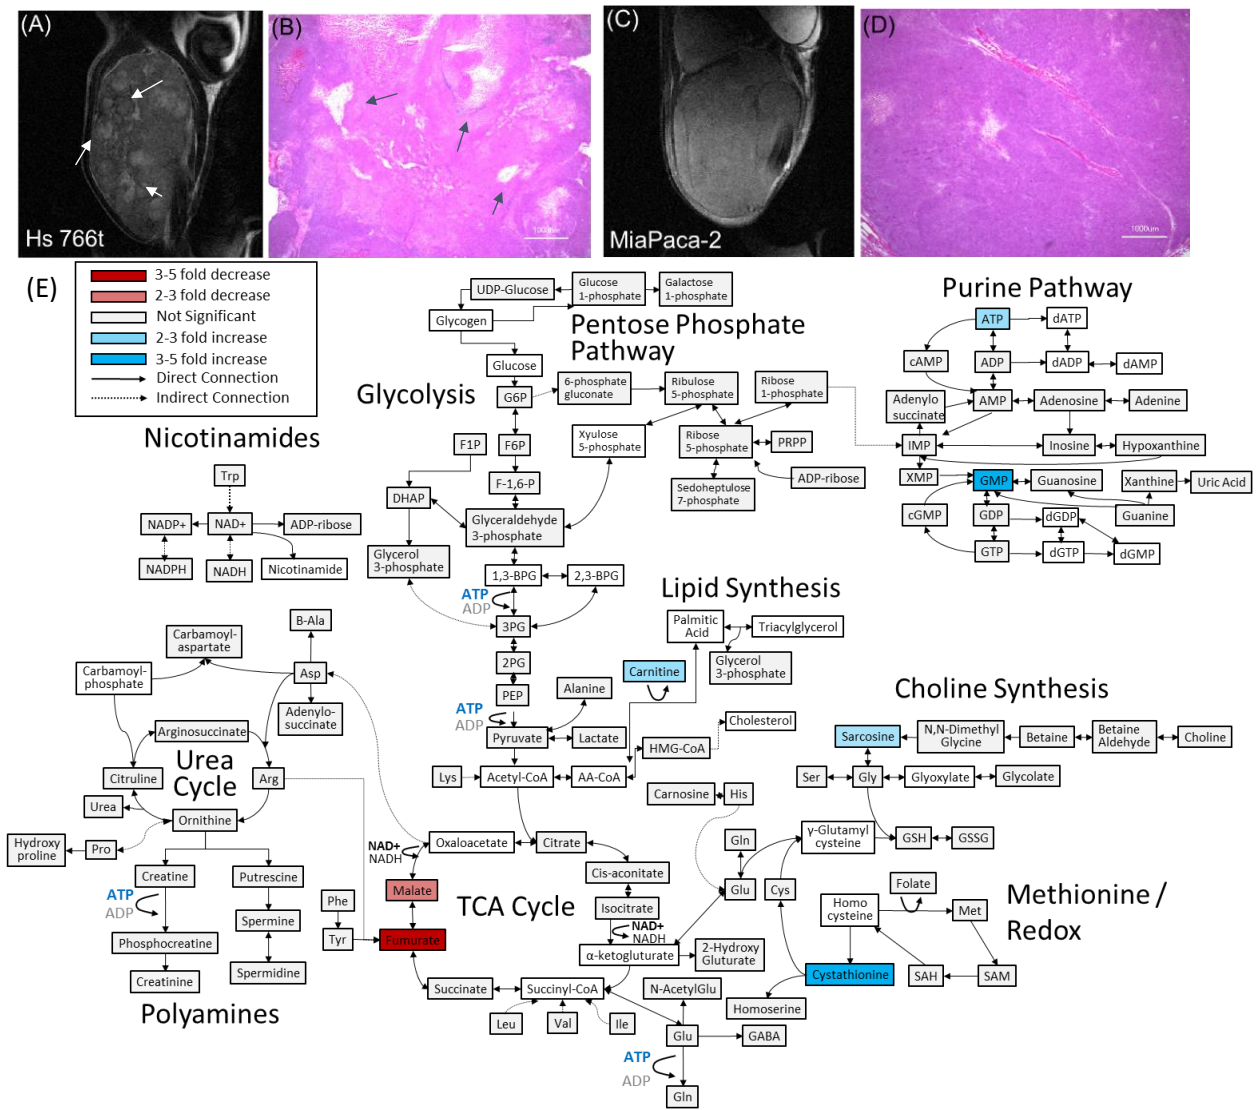 (A)
Hs 766t
(B)
1000um
(C)
MiaPaca-2
(D)
1000um
(E)
3-5 fold decrease
2-3 fold decrease
Not Significant
2-3 fold increase
3-5 fold increase
Direct Connection
Indirect Connection
Nicotinamides
Trp
NADP+
NAD+
ADP-ribose
NADPH
NADH
Nicotinamide
Glycolysis
UDP-Glucose
Glucose
1-phosphate
Galactose
1-phosphate
Glycogen
Glucose
G6P
F1P
F6P
F-1,6-P
DHAP
Glyceraldehyde
3-phosphate
Glycerol
3-phosphate
1,3-BPG
2,3-BPG
ATP
ADP
3PG
2PG
PEP
ATP
ADP
Alanine
Pyruvate
Lactate
Lys
Acetyl-CoA
AA-CoA
Pentose Phosphate
Pathway
6-phosphate
gluconate
Ribulose
5-phosphate
Ribose
1-phosphate
Xyulose
5-phosphate
Ribose
5-phosphate
PRPP
Sedoheptulose
7-phosphate
ADP-ribose
Purine Pathway
ATP
dATP
cAMP
ADP
dADP
dAMP
Adenylo
succinate
AMP
Adenosine
Adenine
IMP
Inosine
Hypoxanthine
XMP
GMP
Guanosine
Xanthine
Uric Acid
cGMP
GDP
dGDP
Guanine
GTP
dGTP
dGMP
Lipid Synthesis
Palmitic
Acid
Triacylglycerol
Glycerol
3-phosphate
Carnitine
Cholesterol
HMG-CoA
Choline Synthesis
Sarcosine
N,N-Dimethyl
Glycine
Betaine
Betaine
Aldehyde
Choline
Ser
Gly
Glyoxylate
Glycolate
Carnosine
His
Gln
Glu
γ-Glutamyl
cysteine
GSH
GSSG
Cys
Folate
Homo
cysteine
Met
Methionine /
Redox
Cystathionine
SAH
SAM
Homoserine
B-Ala
Carbamoyl-
aspartate
Carbamoyl-
phosphate
Asp
Adenylo-
succinate
Arginosuccinate
Urea
Cycle
Citruline
Arg
Urea
Ornithine
Hydroxy
proline
Pro
Creatine
Putrescine
ATP
ADP
Spermine
Phosphocreatine
Creatinine
Spermidine
Polyamines
TCA Cycle
Oxaloacetate
Citrate
NAD+
NADH
Cis-aconitate
Malate
Isocitrate
Phe
Tyr
Fumurate
NAD+
NADH
α-ketogluturate
2-Hydroxy
Gluturate
Succinate
Succinyl-CoA
N-AcetylGlu
Leu
Val
Ile
Glu
GABA
ATP
ADP
Gln